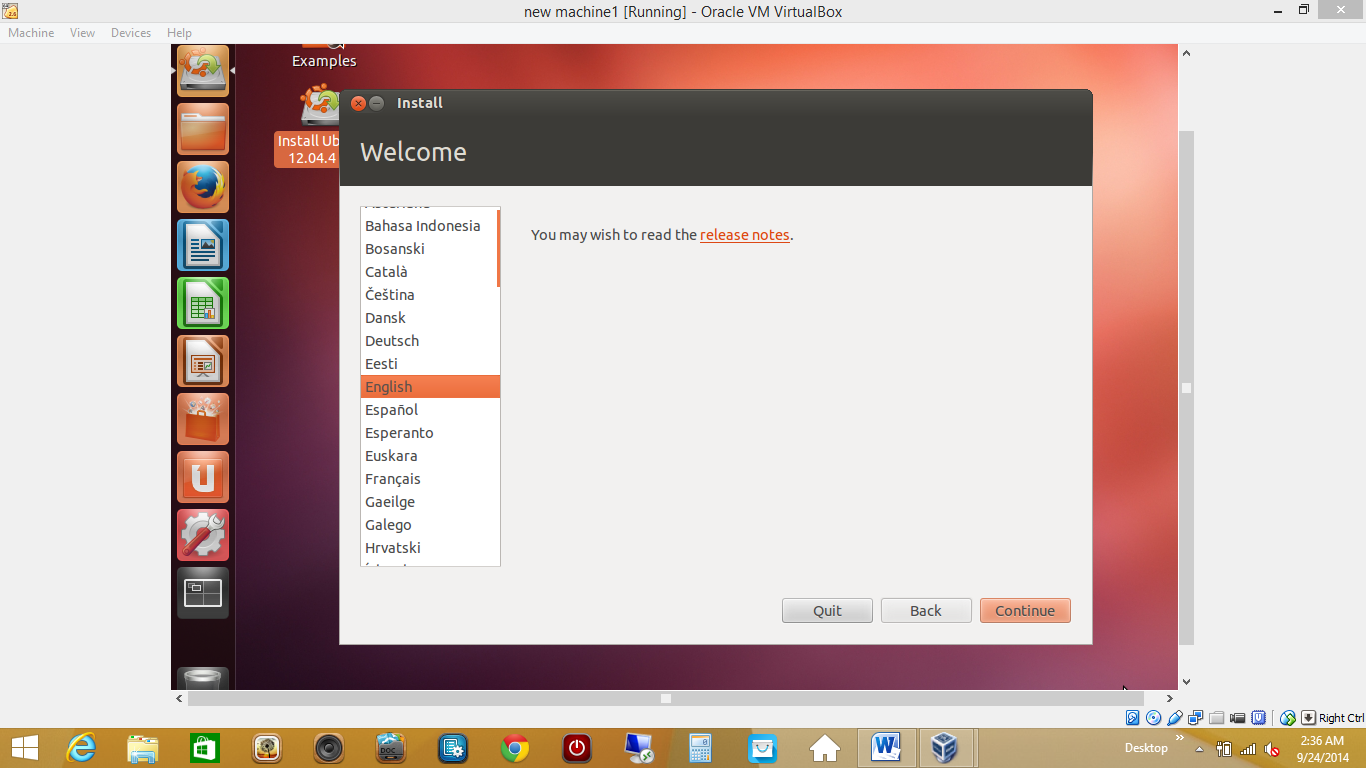 new machine1 [Running] - Oracle VM VirtualBox
Machine View Devices Help
Examples
Install Ub
12.04.4
Install
Welcome
Bahasa Indonesia
Bosanski
Català
Čeština
Dansk
Deutsch
Eesti
English
Español
Esperanto
Euskara
Français
Gaeilge
Galego
Hrvatski
You may wish to read the release notes.
Quit
Back
Continue
Right Ctrl
DOC
Desktop
2:36 AM
9/24/2014